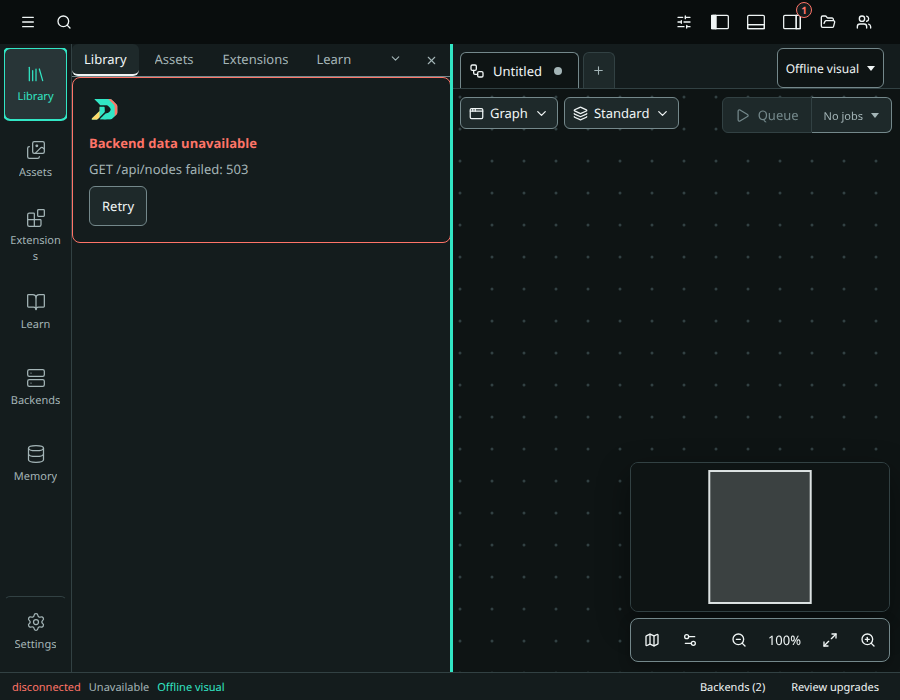 1
Library
Assets
Extensions
Learn
Untitled
+
Offline visual
Library
Assets
Extension
s
Learn
Backends
Memory
Settings
Backend data unavailable
GET /api/nodes failed: 503
Retry
Graph
Standard
Queue
No jobs
100%
disconnected
Unavailable
Offline visual
Backends (2)
Review upgrades